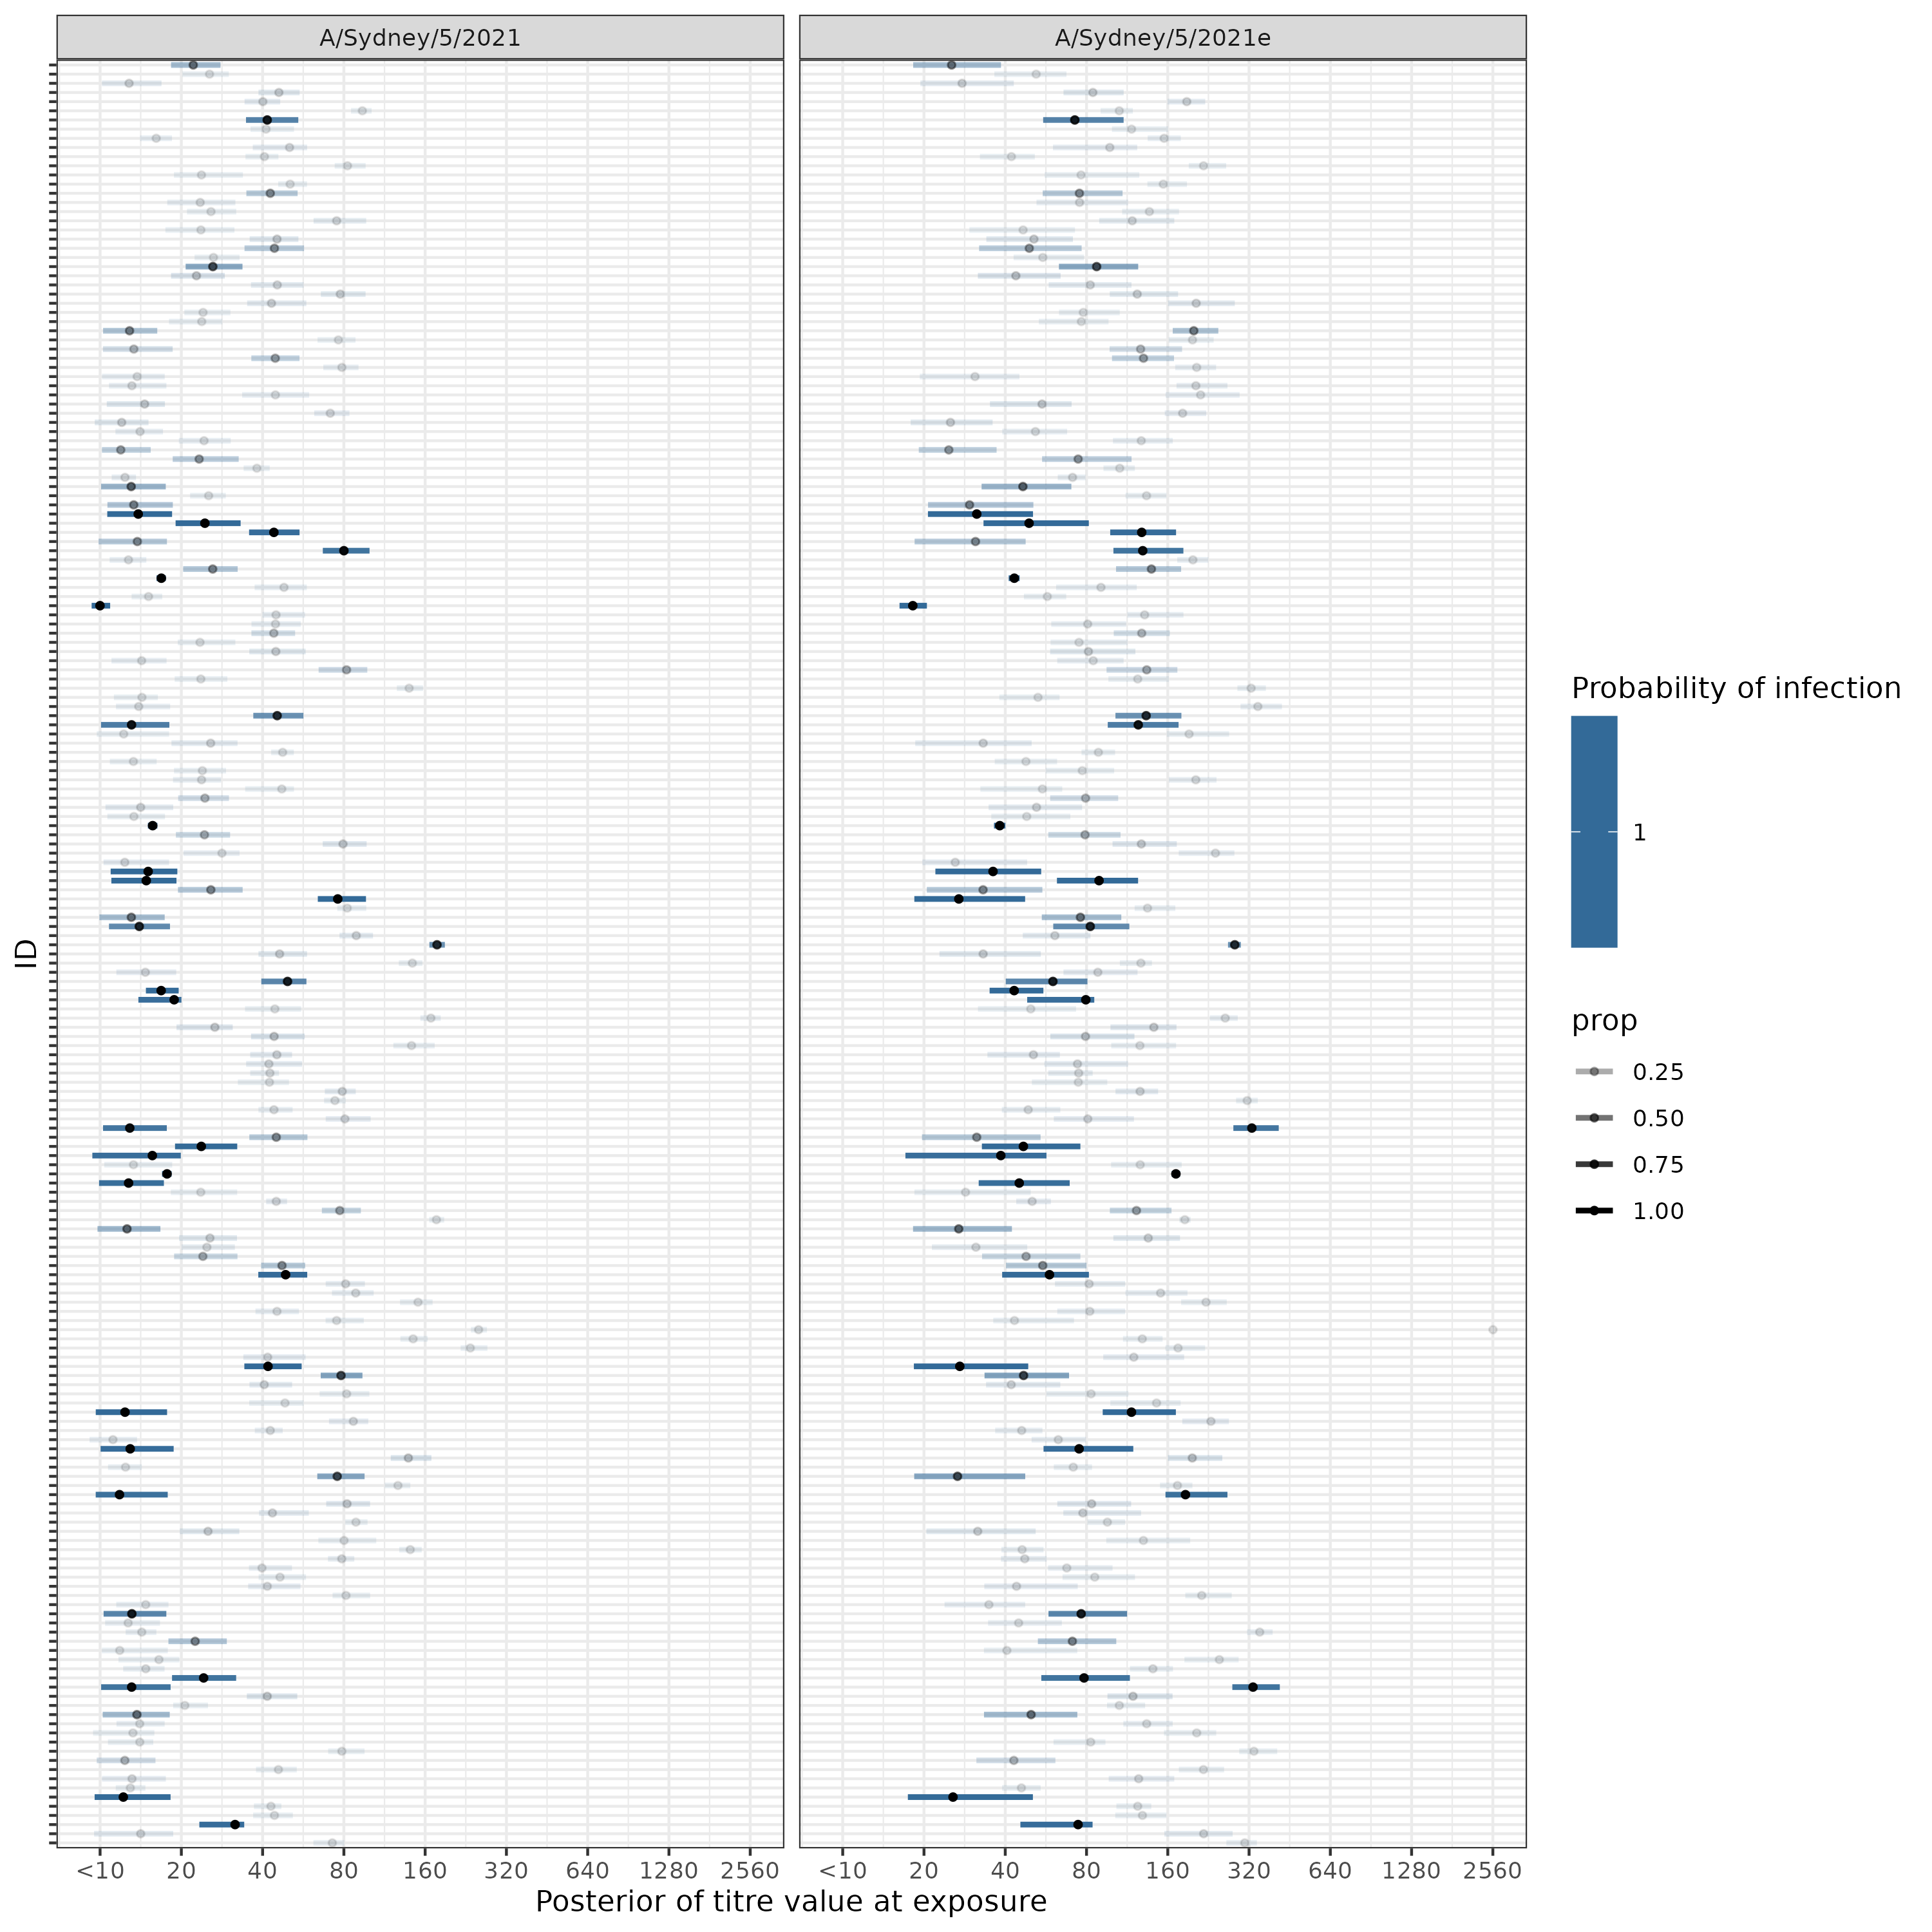 A/Sydney/5/2021
A/Sydney/5/2021e
ID
<10 20 40 80 160 320 640 1280 2560
<10 20 40 80 160 320 640 1280 2560
Posterior of titre value at exposure
Probability of infection
1
prop
0.25
0.50
0.75
1.00